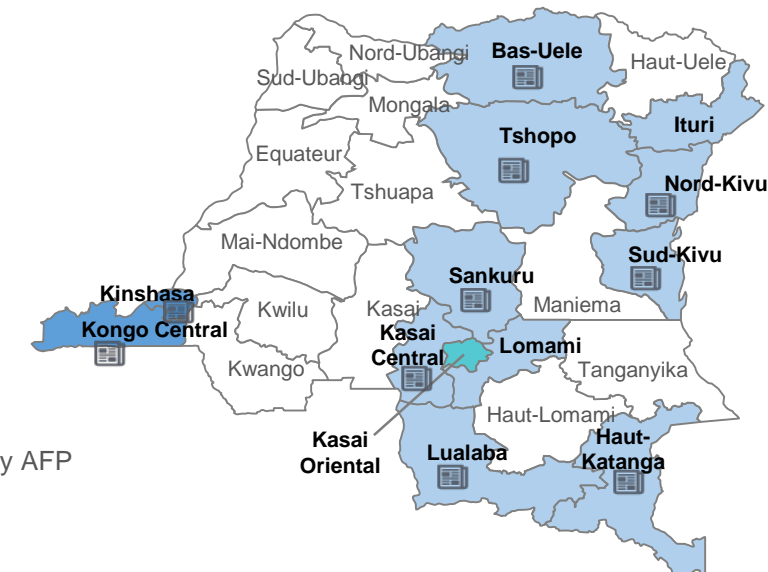 Nord-Ubangi
Bas-Uele
Haut-Uele
Sud-Ubangi
Mongala
Ituri
Tshopo
Equateur
Nord-Kivu
Tshuapa
Mai-Ndombe
Sud-Kivu
Sankuru
Kinshasa
Maniema
Kwilu
Kasai
Kongo Central
Kasai
Central
Lomami
Kwango
Tanganyika
Haut-Lomami
Kasai
Oriental
Haut-
Katanga
Lualaba
y AFP